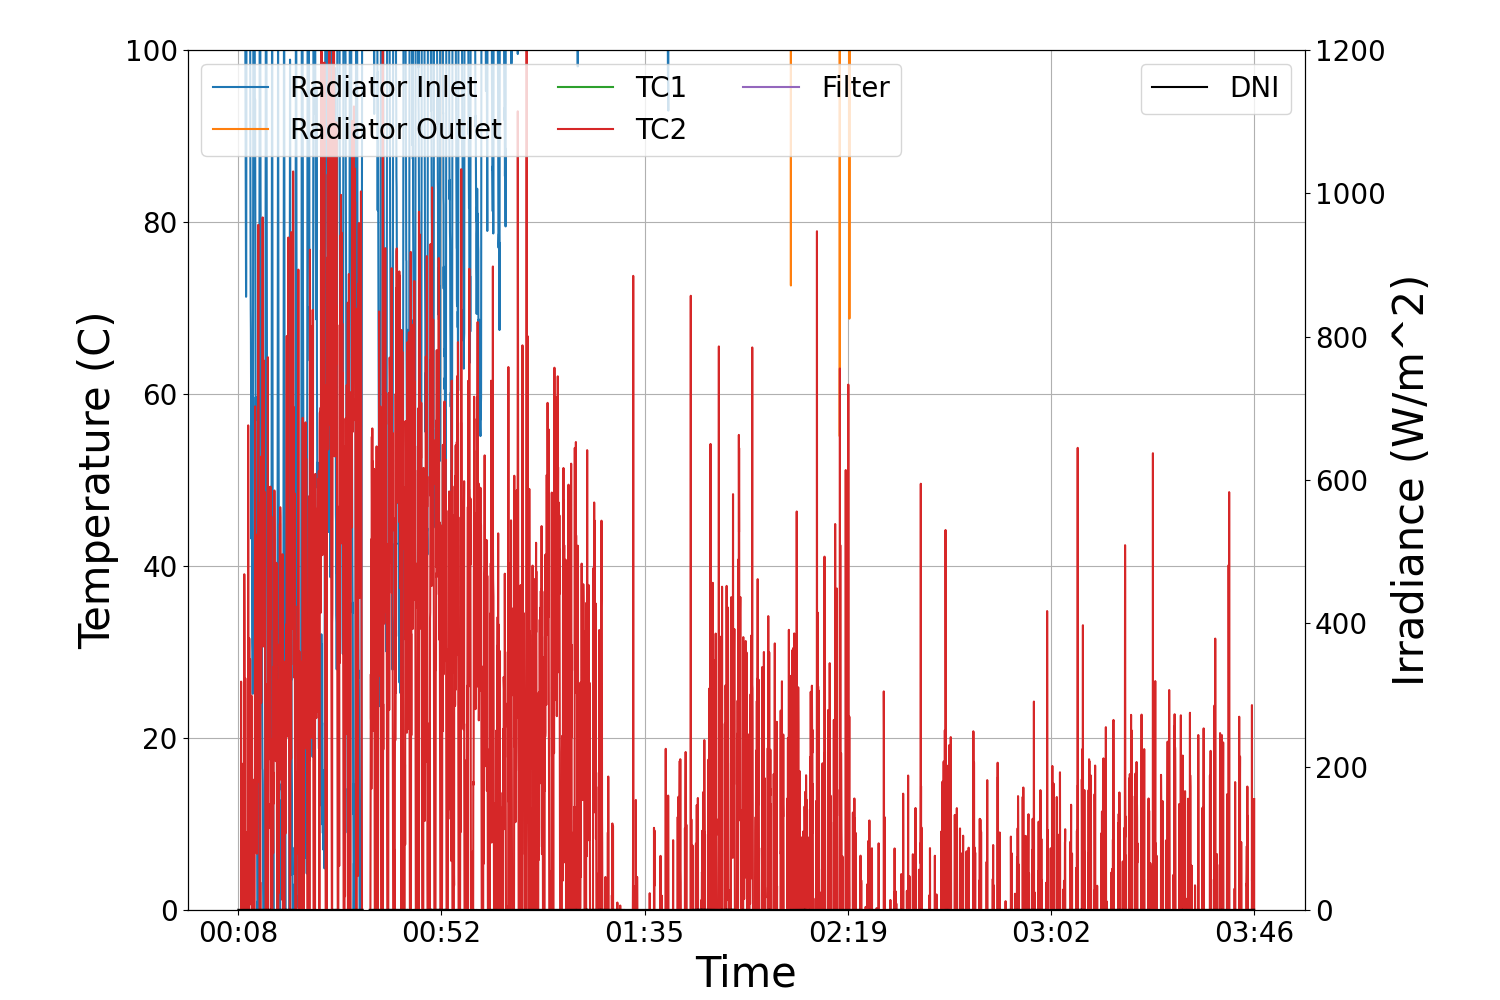 100
80
60
40
20
0
Temperature (C)
Radiator Inlet
Radiator Outlet
TC1
TC2
Filter
DNI
1200
1000
800
600
400
200
0
Irradiance (W/m^2)
00:08
00:52
01:35
02:19
03:02
03:46
Time